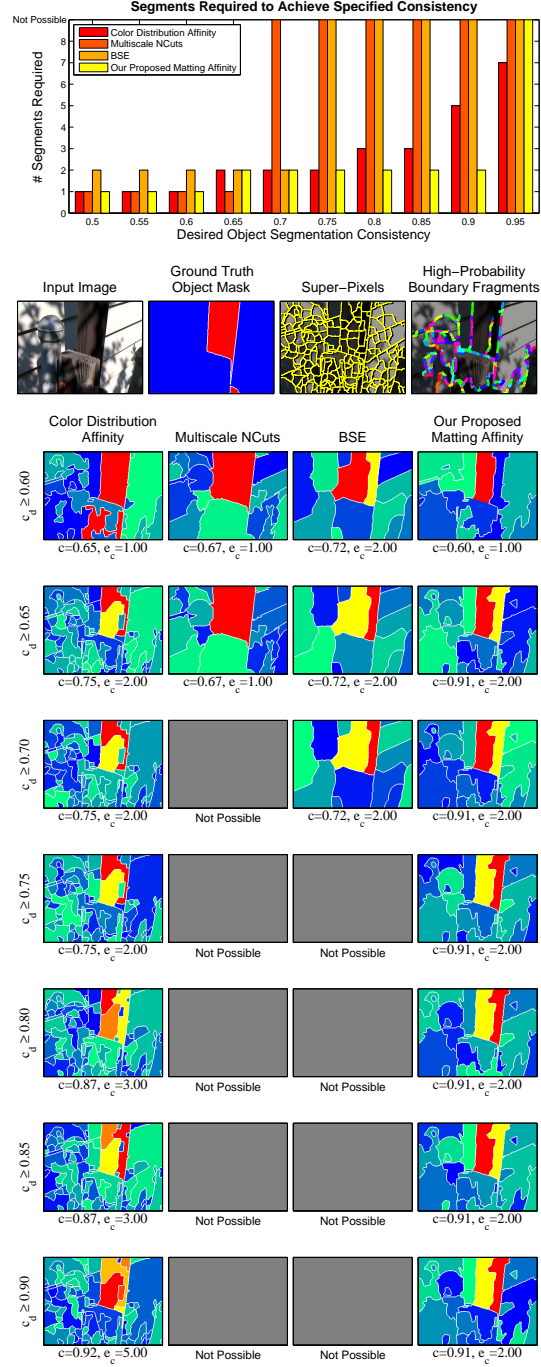 Segments Required to Achieve Specified Consistency
Not Possible
8
7
6
5
4
3
2
1
0
# Segments Required
Color Distribution Affinity
Multiscale NCuts
BSE
Our Proposed Matting Affinity
0.5 0.55 0.6 0.65 0.7 0.75 0.8 0.85 0.9 0.95
Desired Object Segmentation Consistency
Input Image
Ground Truth
Object Mask
Super-Pixels
High-Probability
Boundary Fragments
Color Distribution
Affinity
Multiscale NCuts
BSE
Our Proposed
Matting Affinity
c_d ≥ 0.60
c=0.65, e_c=1.00 c=0.67, e_c=1.00 c=0.72, e_c=2.00 c=0.60, e_c=1.00
c_d ≥ 0.65
c=0.75, e_c=2.00 c=0.67, e_c=1.00 c=0.72, e_c=2.00 c=0.91, e_c=2.00
c_d ≥ 0.70
c=0.75, e_c=2.00 Not Possible c=0.72, e_c=2.00 c=0.91, e_c=2.00
c_d ≥ 0.75
c=0.75, e_c=2.00 Not Possible Not Possible c=0.91, e_c=2.00
c_d ≥ 0.80
c=0.87, e_c=3.00 Not Possible Not Possible c=0.91, e_c=2.00
c_d ≥ 0.85
c=0.87, e_c=3.00 Not Possible Not Possible c=0.91, e_c=2.00
c_d ≥ 0.90
c=0.92, e_c=5.00 Not Possible Not Possible c=0.91, e_c=2.00